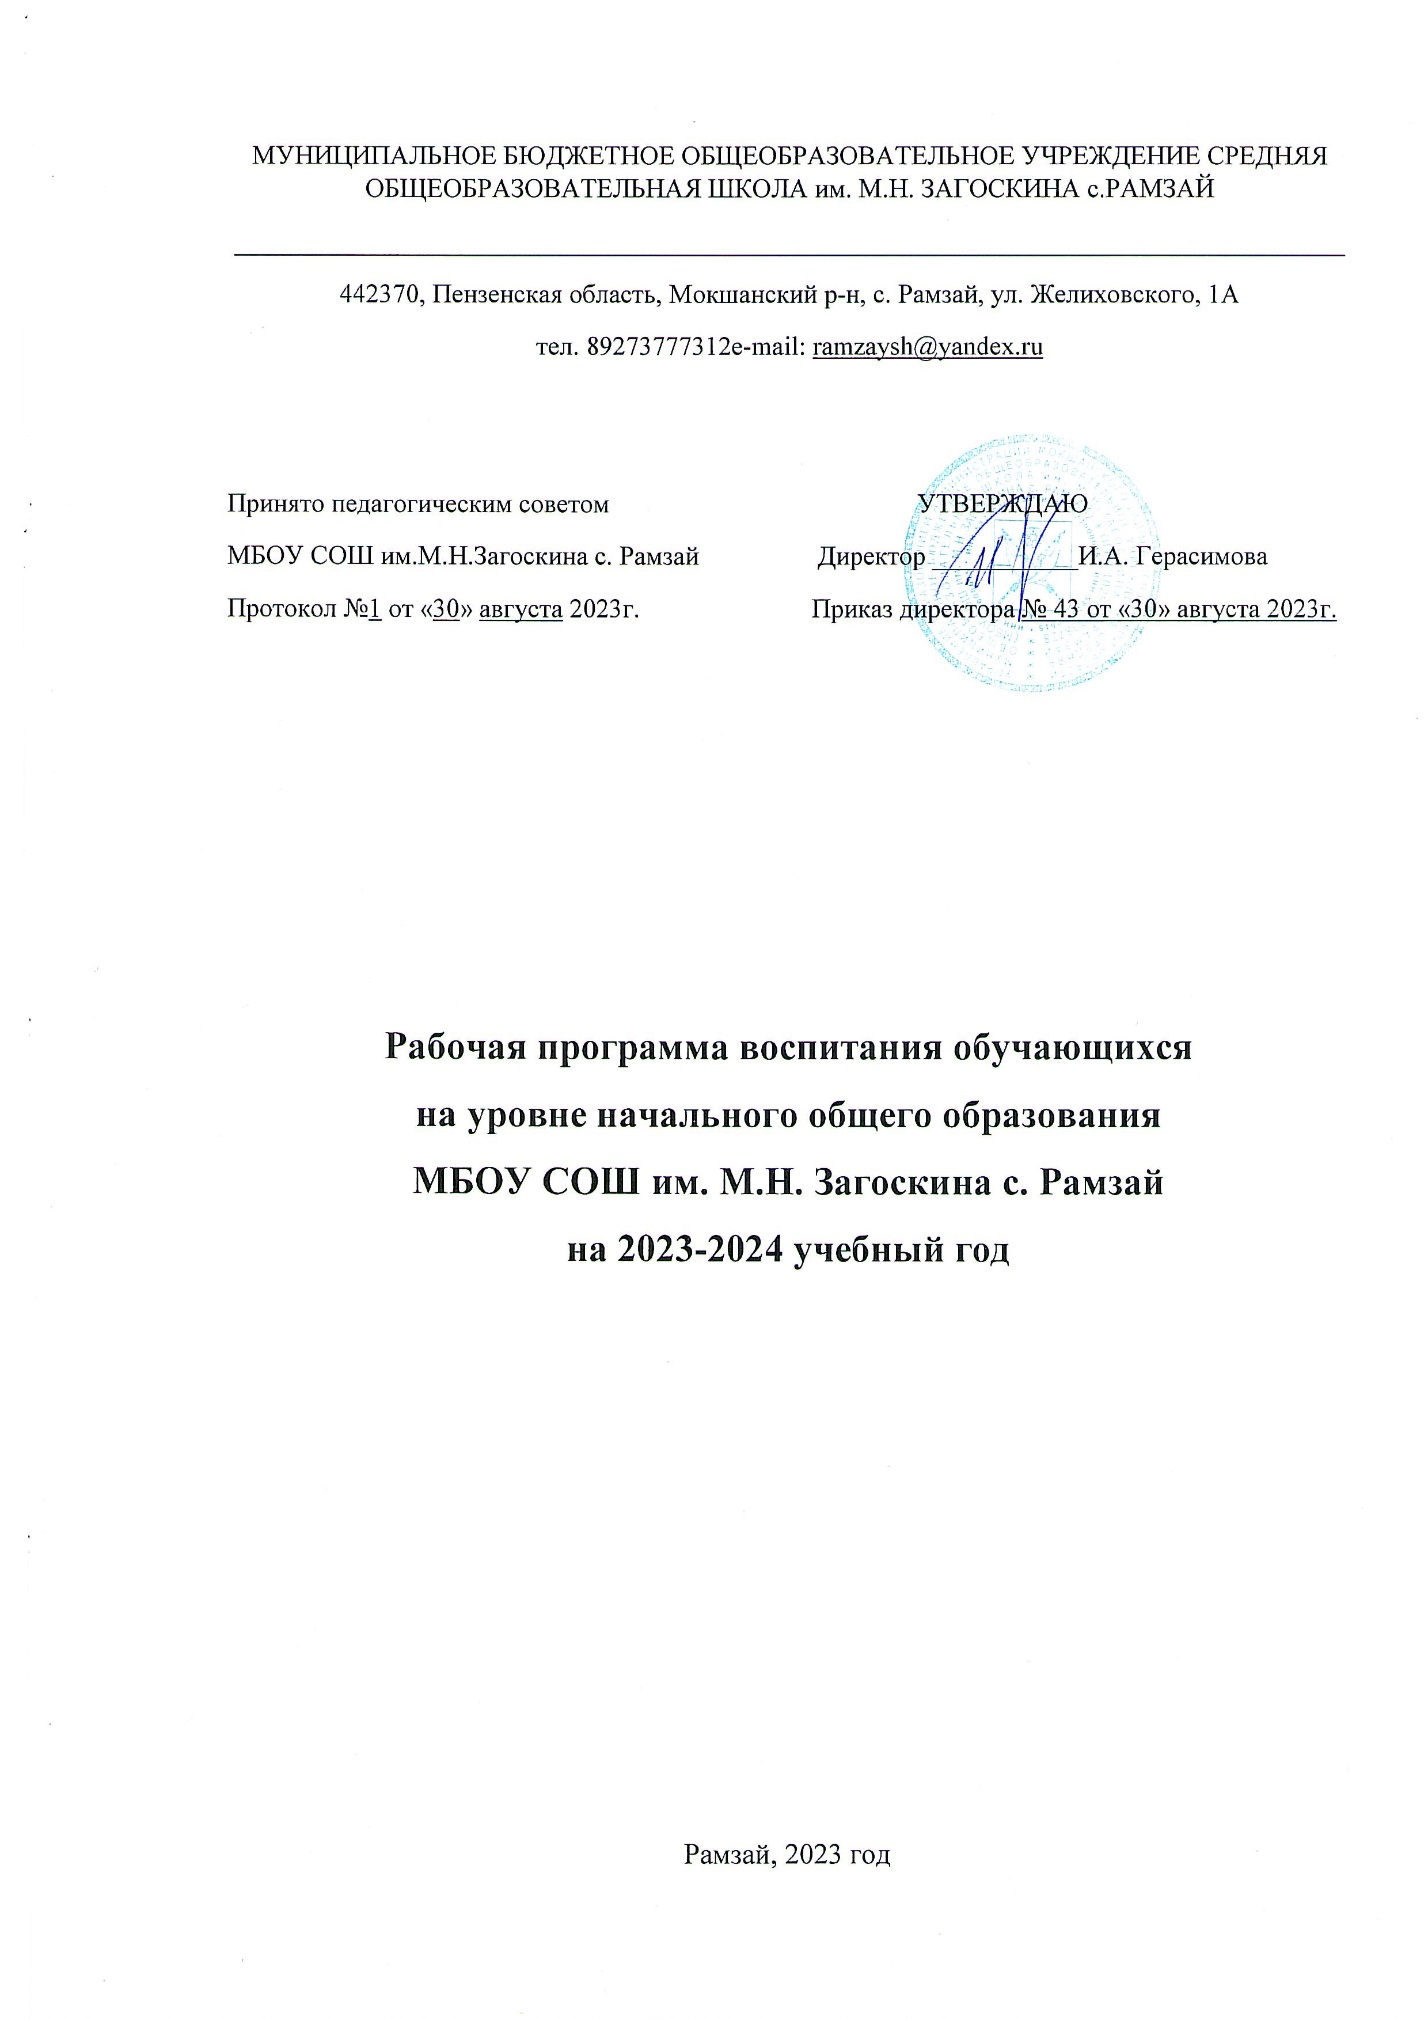 МУНИЦИПАЛЬНОЕ БЮДЖЕТНОЕ ОБЩЕОБРАЗОВАТЕЛЬНОЕ УЧРЕЖДЕНИЕ СРЕДНЯЯ
ОБЩЕОБРАЗОВАТЕЛЬНАЯ ШКОЛА им. М.Н. ЗАГОСКИНА с.РАМЗАЙ
442370, Пензенская область, Мокшанский р-н, с. Рамзай, ул. Желиховского, 1А
тел. 89273777312e-mail: ramzaysh@yandex.ru
Принято педагогическим советом УТВЕРЖДАЮ
МБОУ СОШ им.М.Н.Загоскина с. Рамзай Директор ___________И.А. Герасимова
Протокол №1 от «30» августа 2023г. Приказ директора № 43 от «30» августа 2023г.
Рабочая программа воспитания обучающихся
на уровне начального общего образования
МБОУ СОШ им. М.Н. Загоскина с. Рамзай
на 2023-2024 учебный год
Рамзай, 2023 год